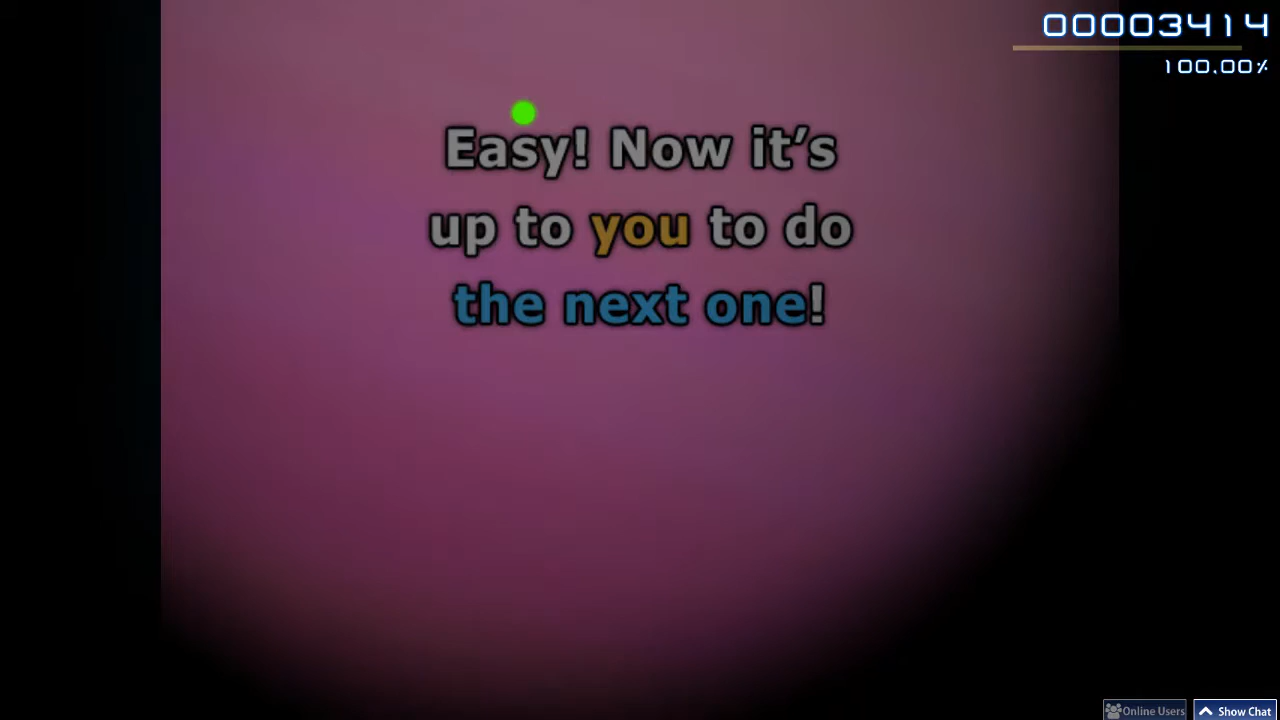 00003414
100.00%
Easy! Now it's
up to you to do
the next one!
Online Users
Show Chat